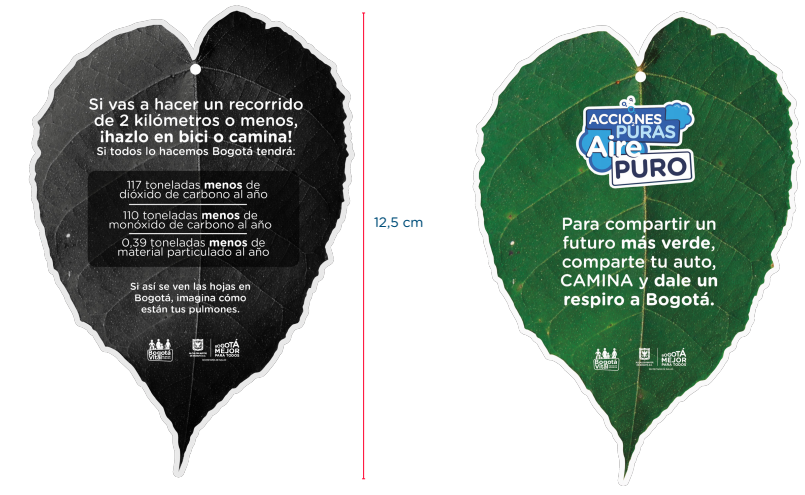 Si vas a hacer un recorrido
de 2 kilómetros o menos,
¡hazlo en bici o camina!
Si todos lo hacemos Bogotá tendrá:
117 toneladas menos de
dióxido de carbono al año
110 toneladas menos de
monóxido de carbono al año
0,39 toneladas menos de
material particulado al año
Si así se ven las hojas en
Bogotá, imagina cómo
están tus pulmones.
Bogotá
Vital
BOGOTÁ
MEJOR
PARA TODOS
12,5 cm
ACCIONES
PURAS
Aire
PURO
Para compartir un
futuro más verde,
comparte tu auto,
CAMINA y dale un
respiro a Bogotá.
Bogotá
Vital
BOGOTÁ
MEJOR
PARA TODOS